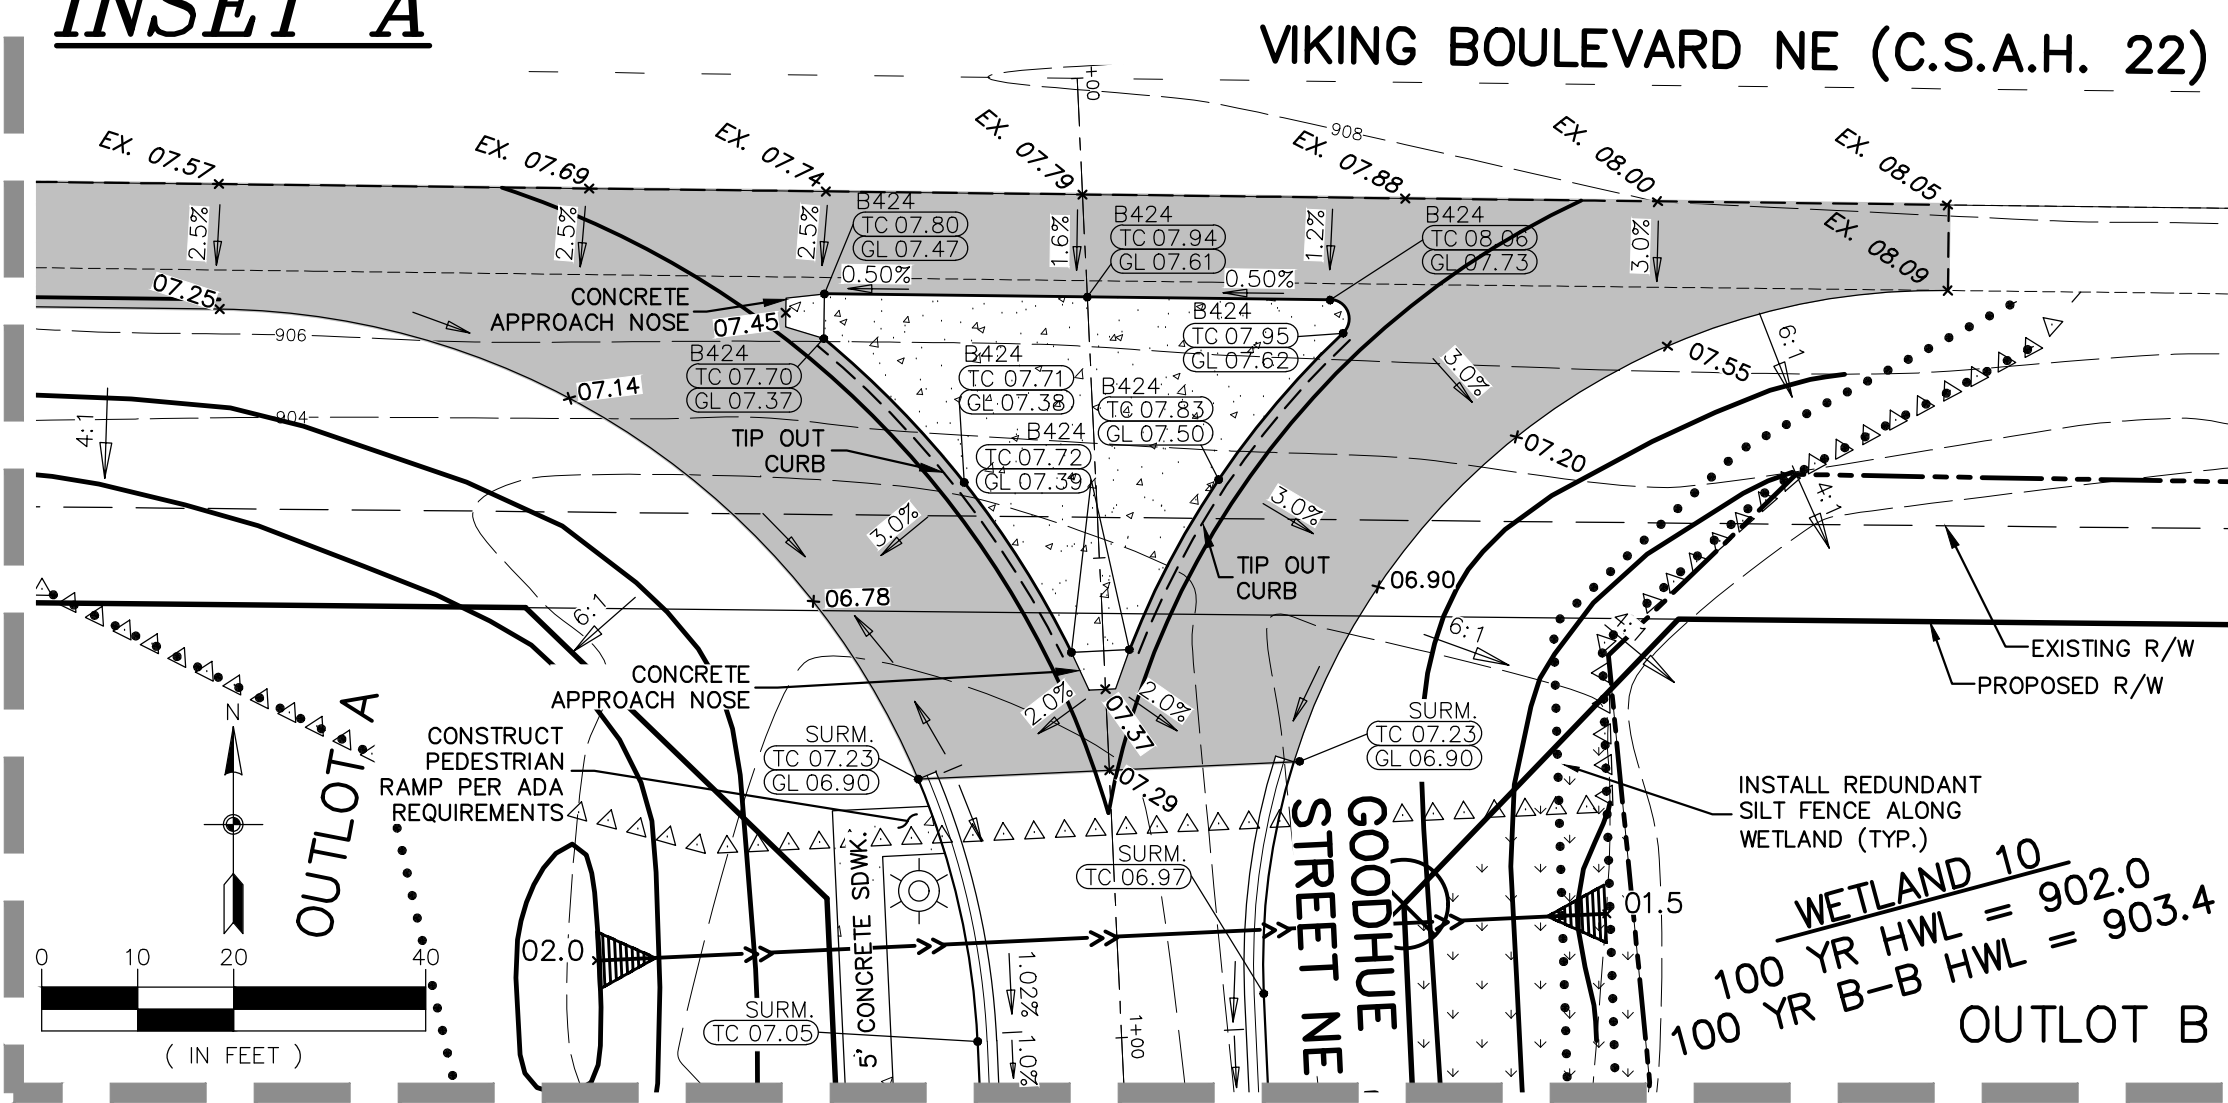 INSET A
VIKING BOULEVARD NE (C.S.A.H. 22)
+00
908
EX. 07.57
EX. 07.69
EX. 07.74
EX. 07.79
EX. 07.88
EX. 08.00
EX. 08.05
EX. 08.09
2.5%
2.5%
2.5%
1.6%
1.2%
3.0%
B424
TC 07.80
GL 07.47
B424
TC 07.94
GL 07.61
B424
TC 08.06
GL 07.73
0.50%
0.50%
07.25
CONCRETE
APPROACH NOSE
07.45
906
B424
TC 07.70
GL 07.37
B424
TC 07.71
GL 07.38
B424
TC 07.95
GL 07.62
B424
TC 07.83
GL 07.50
B424
TC 07.72
GL 07.39
07.14
07.55
6:1
3.0%
904
4:1
TIP OUT
CURB
07.20
3.0%
3.0%
4:1
TIP OUT
CURB
06.78
06.90
6:1
6:1
4:1
EXISTING R/W
PROPOSED R/W
CONCRETE
APPROACH NOSE
2.0%
2.0%
07.37
07.29
N
OUTLOT A
CONSTRUCT
PEDESTRIAN
RAMP PER ADA
REQUIREMENTS
SURM.
TC 07.23
GL 06.90
SURM.
TC 07.23
GL 06.90
INSTALL REDUNDANT
SILT FENCE ALONG
WETLAND (TYP.)
GOODHUE
STREET NE
SURM.
TC 06.97
5' CONCRETE SDWK.
02.0
01.5
WETLAND 10
100 YR HWL = 902.0
100 YR B-B HWL = 903.4
OUTLOT B
SURM.
TC 07.05
1.02%
1.0%
1+00
0 10 20 40
( IN FEET )